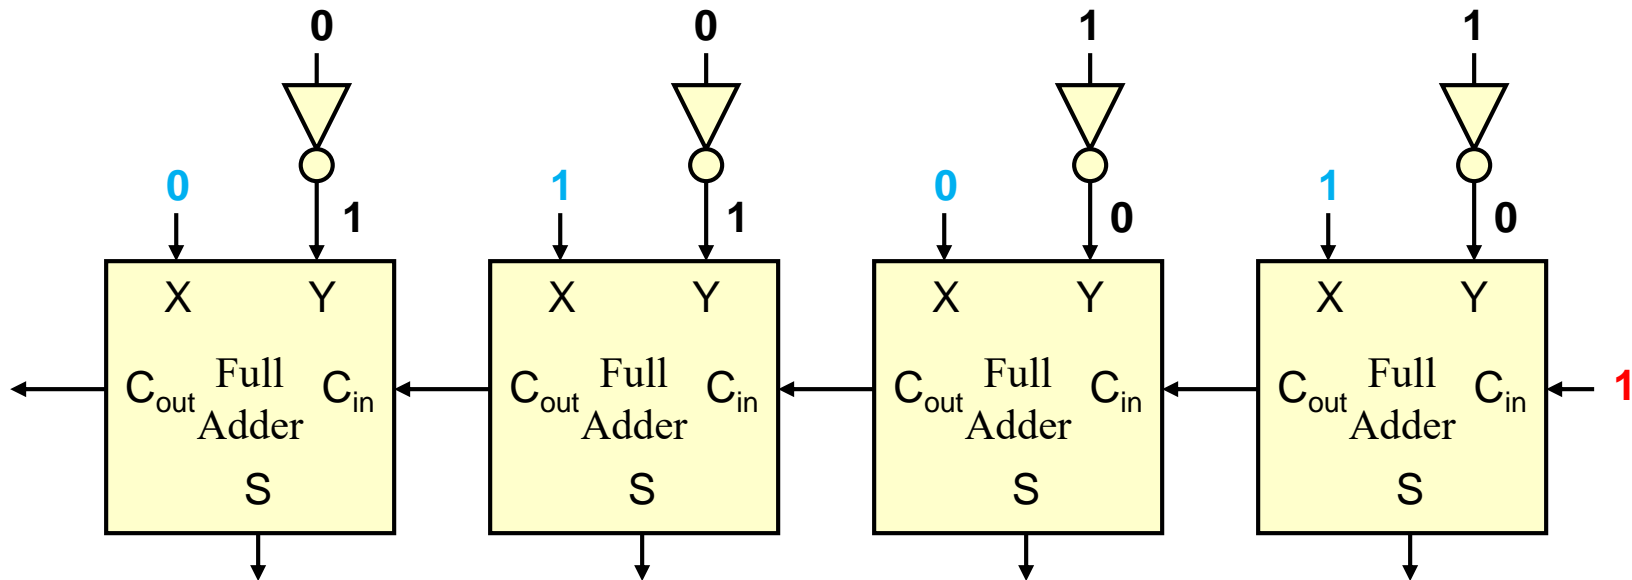 0 0 1 1
0 1 0 1
1 1 0 0
X Y X Y X Y X Y
Cout Full Adder Cin Cout Full Adder Cin Cout Full Adder Cin Cout Full Adder Cin 1
S S S S